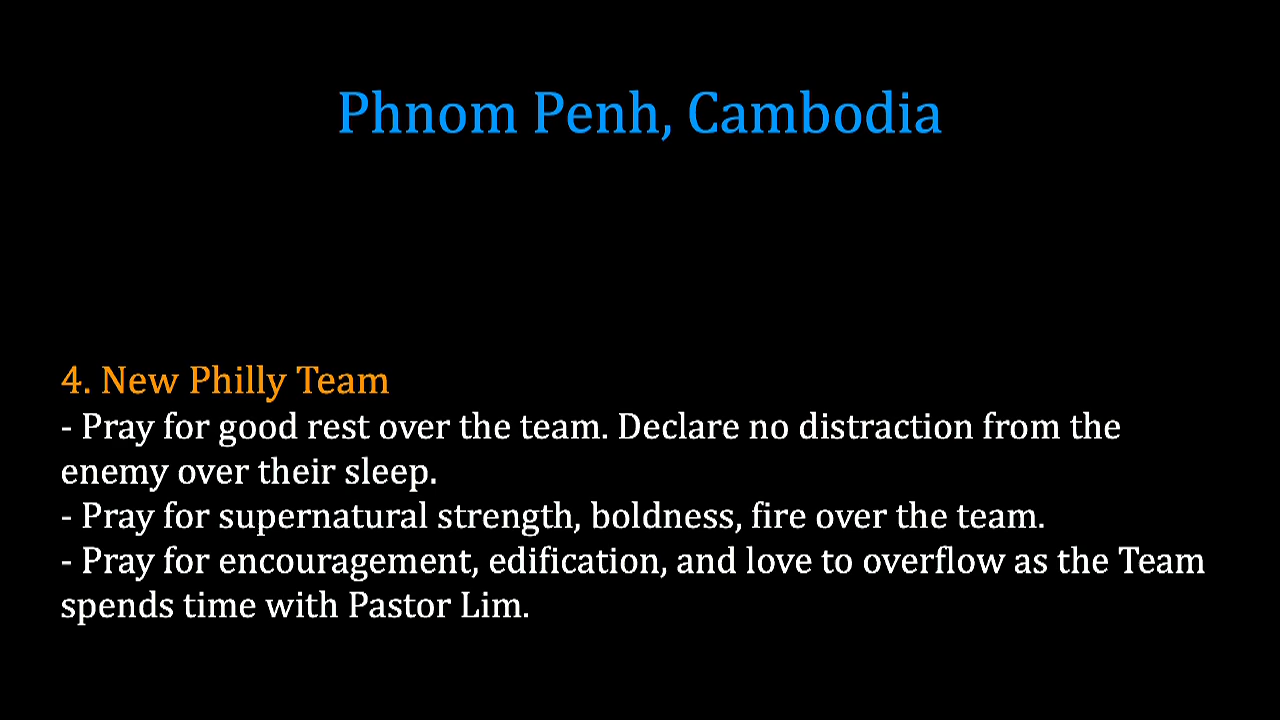 Phnom Penh, Cambodia
4. New Philly Team
- Pray for good rest over the team. Declare no distraction from the
enemy over their sleep.
- Pray for supernatural strength, boldness, fire over the team.
- Pray for encouragement, edification, and love to overflow as the Team
spends time with Pastor Lim.